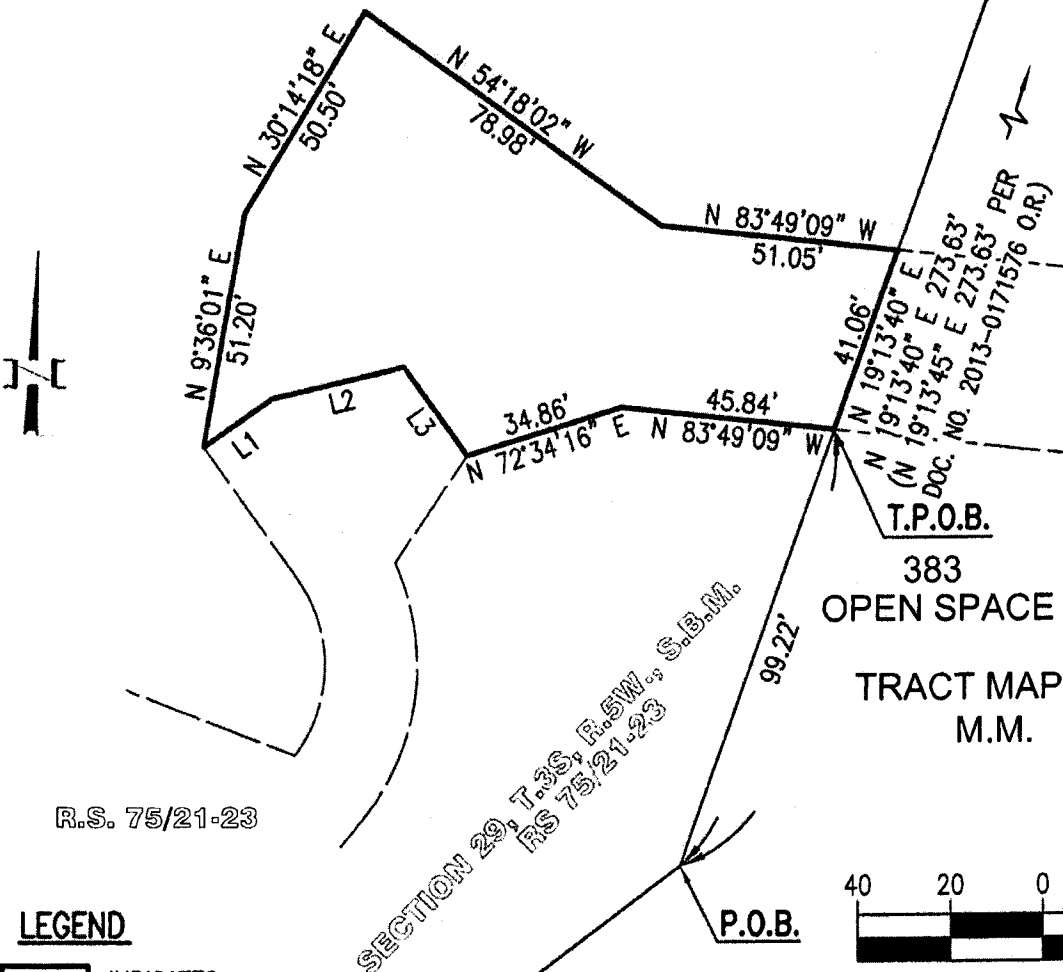 N 30°14'18" E
50.50'
N 54°18'02" W
78.98'
N 83°49'09" W
51.05'
N 9°36'01" E
51.20'
41.06'
N 19°13'40" E
N 19°13'40" E 273.63'
(N 19°13'45" E 273.63' PER
DOC. NO. 2013-0171576 O.R.)
L1
L2
L3
34.86'
N 72°34'16" E
45.84'
N 83°49'09" W
T.P.O.B.
383
OPEN SPACE
99.22'
TRACT MAP
M.M.
SECTION 29, T.3S, R.5W., S.B.M.
RS 75/21-23
R.S. 75/21-23
LEGEND
P.O.B.
40 20 0